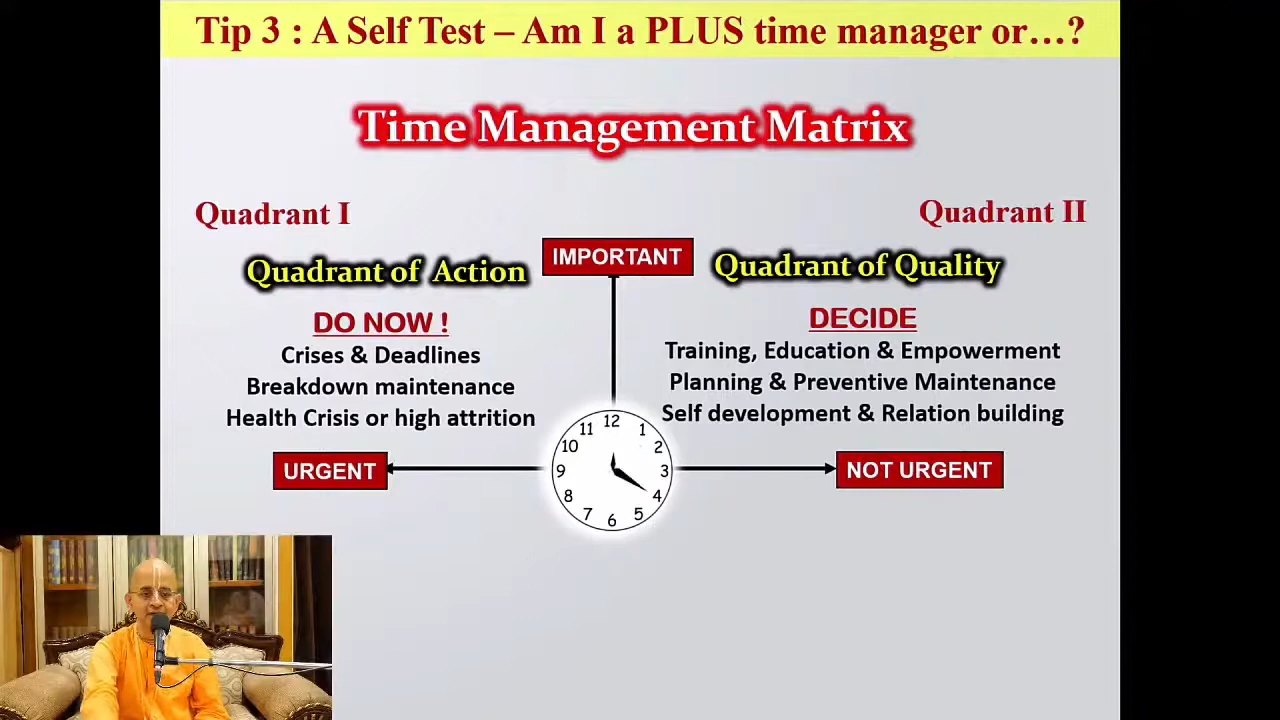 Tip 3 : A Self Test – Am I a PLUS time manager or…?
Time Management Matrix
Quadrant I
Quadrant II
IMPORTANT
Quadrant of Action
Quadrant of Quality
DO NOW !
Crises & Deadlines
Breakdown maintenance
Health Crisis or high attrition
DECIDE
Training, Education & Empowerment
Planning & Preventive Maintenance
Self development & Relation building
URGENT
NOT URGENT
12
11
1
10
2
9
3
8
4
7
5
6